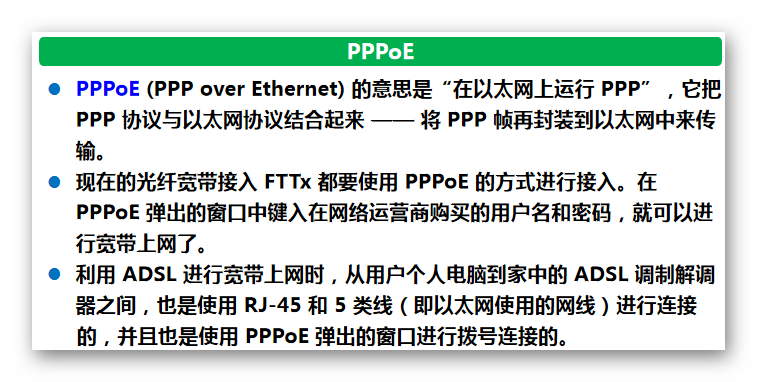 PPPoE
PPPoE (PPP over Ethernet) 的意思是“在以太网上运行 PPP”，它把
PPP 协议与以太网协议结合起来 —— 将 PPP 帧再封装到以太网中来传
输。
现在的光纤宽带接入 FTTx 都要使用 PPPoE 的方式进行接入。在
PPPoE 弹出的窗口中键入在网络运营商购买的用户名和密码，就可以进
行宽带上网了。
利用 ADSL 进行宽带上网时，从用户个人电脑到家中的 ADSL 调制解调
器之间，也是使用 RJ-45 和 5 类线（即以太网使用的网线）进行连接
的，并且也是使用 PPPoE 弹出的窗口进行拨号连接的。